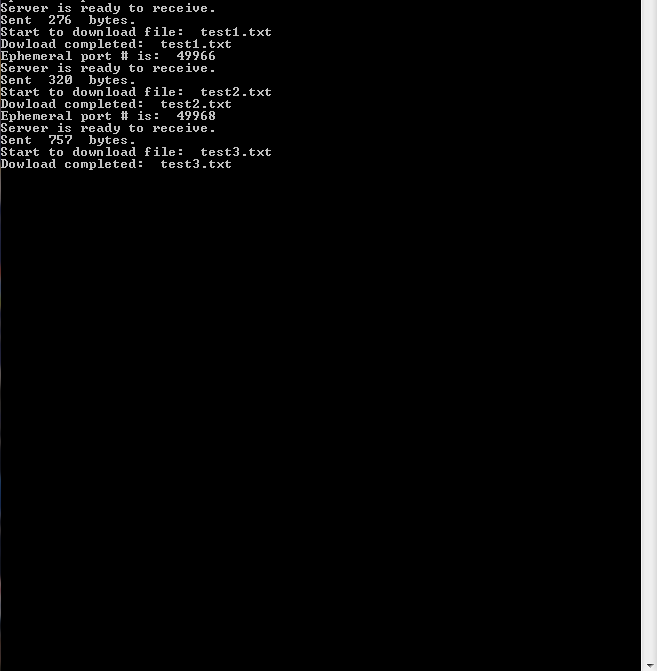 Server is ready to receive.
Sent  276  bytes.
Start to download file:  test1.txt
Dowload completed:  test1.txt
Ephemeral port # is:  49966
Server is ready to receive.
Sent  320  bytes.
Start to download file:  test2.txt
Dowload completed:  test2.txt
Ephemeral port # is:  49968
Server is ready to receive.
Sent  757  bytes.
Start to download file:  test3.txt
Dowload completed:  test3.txt